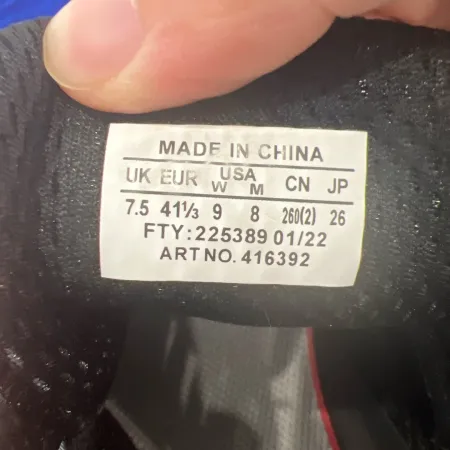 MADE IN CHINA
UK EUR USA CN JP
W M
7.5 41⅓ 9 8 260(2) 26
FTY:225389 01/22
ART NO. 416392